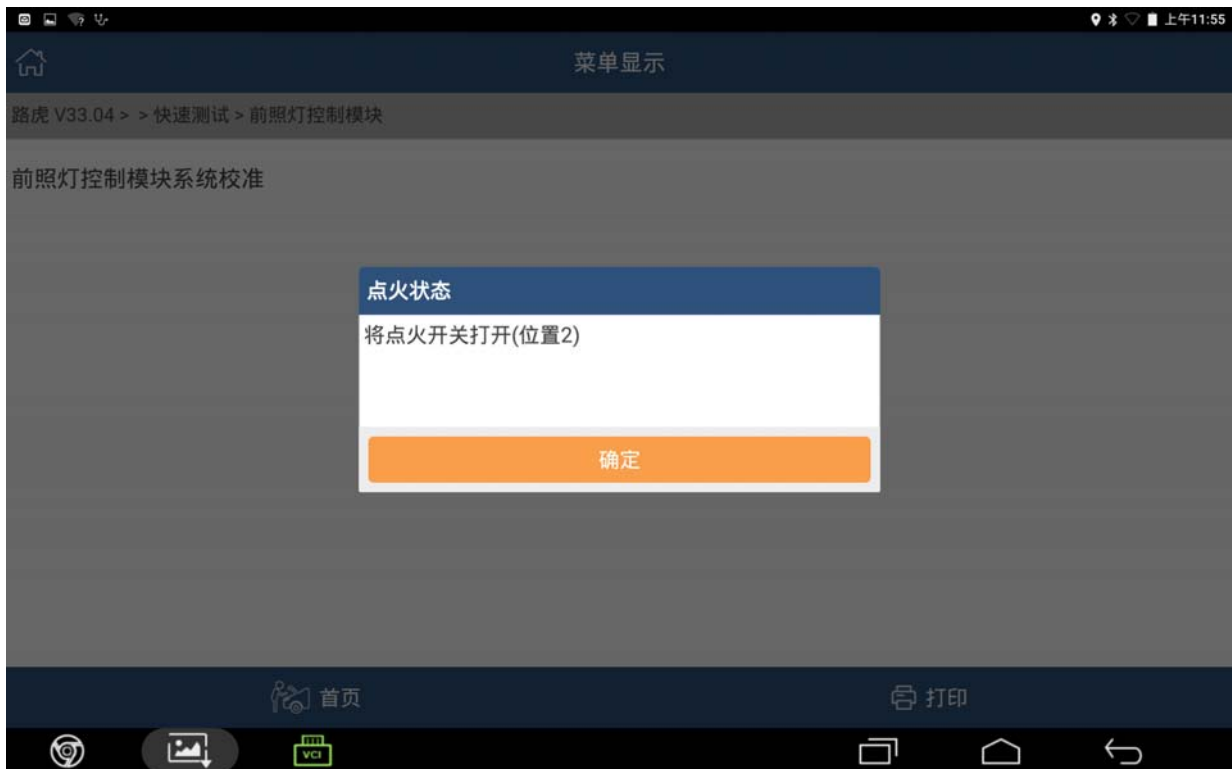 上午11:55
菜单显示
路虎 V33.04 > > 快速测试 > 前照灯控制模块
前照灯控制模块系统校准
点火状态
将点火开关打开(位置2)
确定
首页
打印
VCI